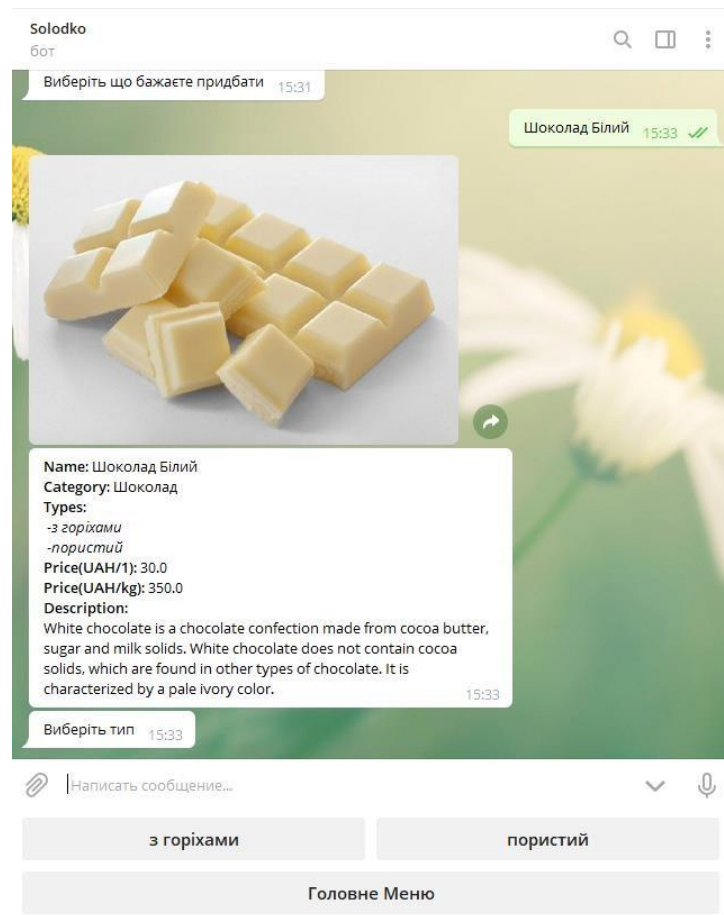 Solodko
бот
Виберіть що бажаєте придбати 15:31
Шоколад Білий 15:33
Name: Шоколад Білий
Category: Шоколад
Types:
-з горіхами
-пористий
Price(UAH/1): 30.0
Price(UAH/kg): 350.0
Description:
White chocolate is a chocolate confection made from cocoa butter,
sugar and milk solids. White chocolate does not contain cocoa
solids, which are found in other types of chocolate. It is
characterized by a pale ivory color. 15:33
Виберіть тип 15:33
Написать сообщение...
з горіхами пористий
Головне Меню